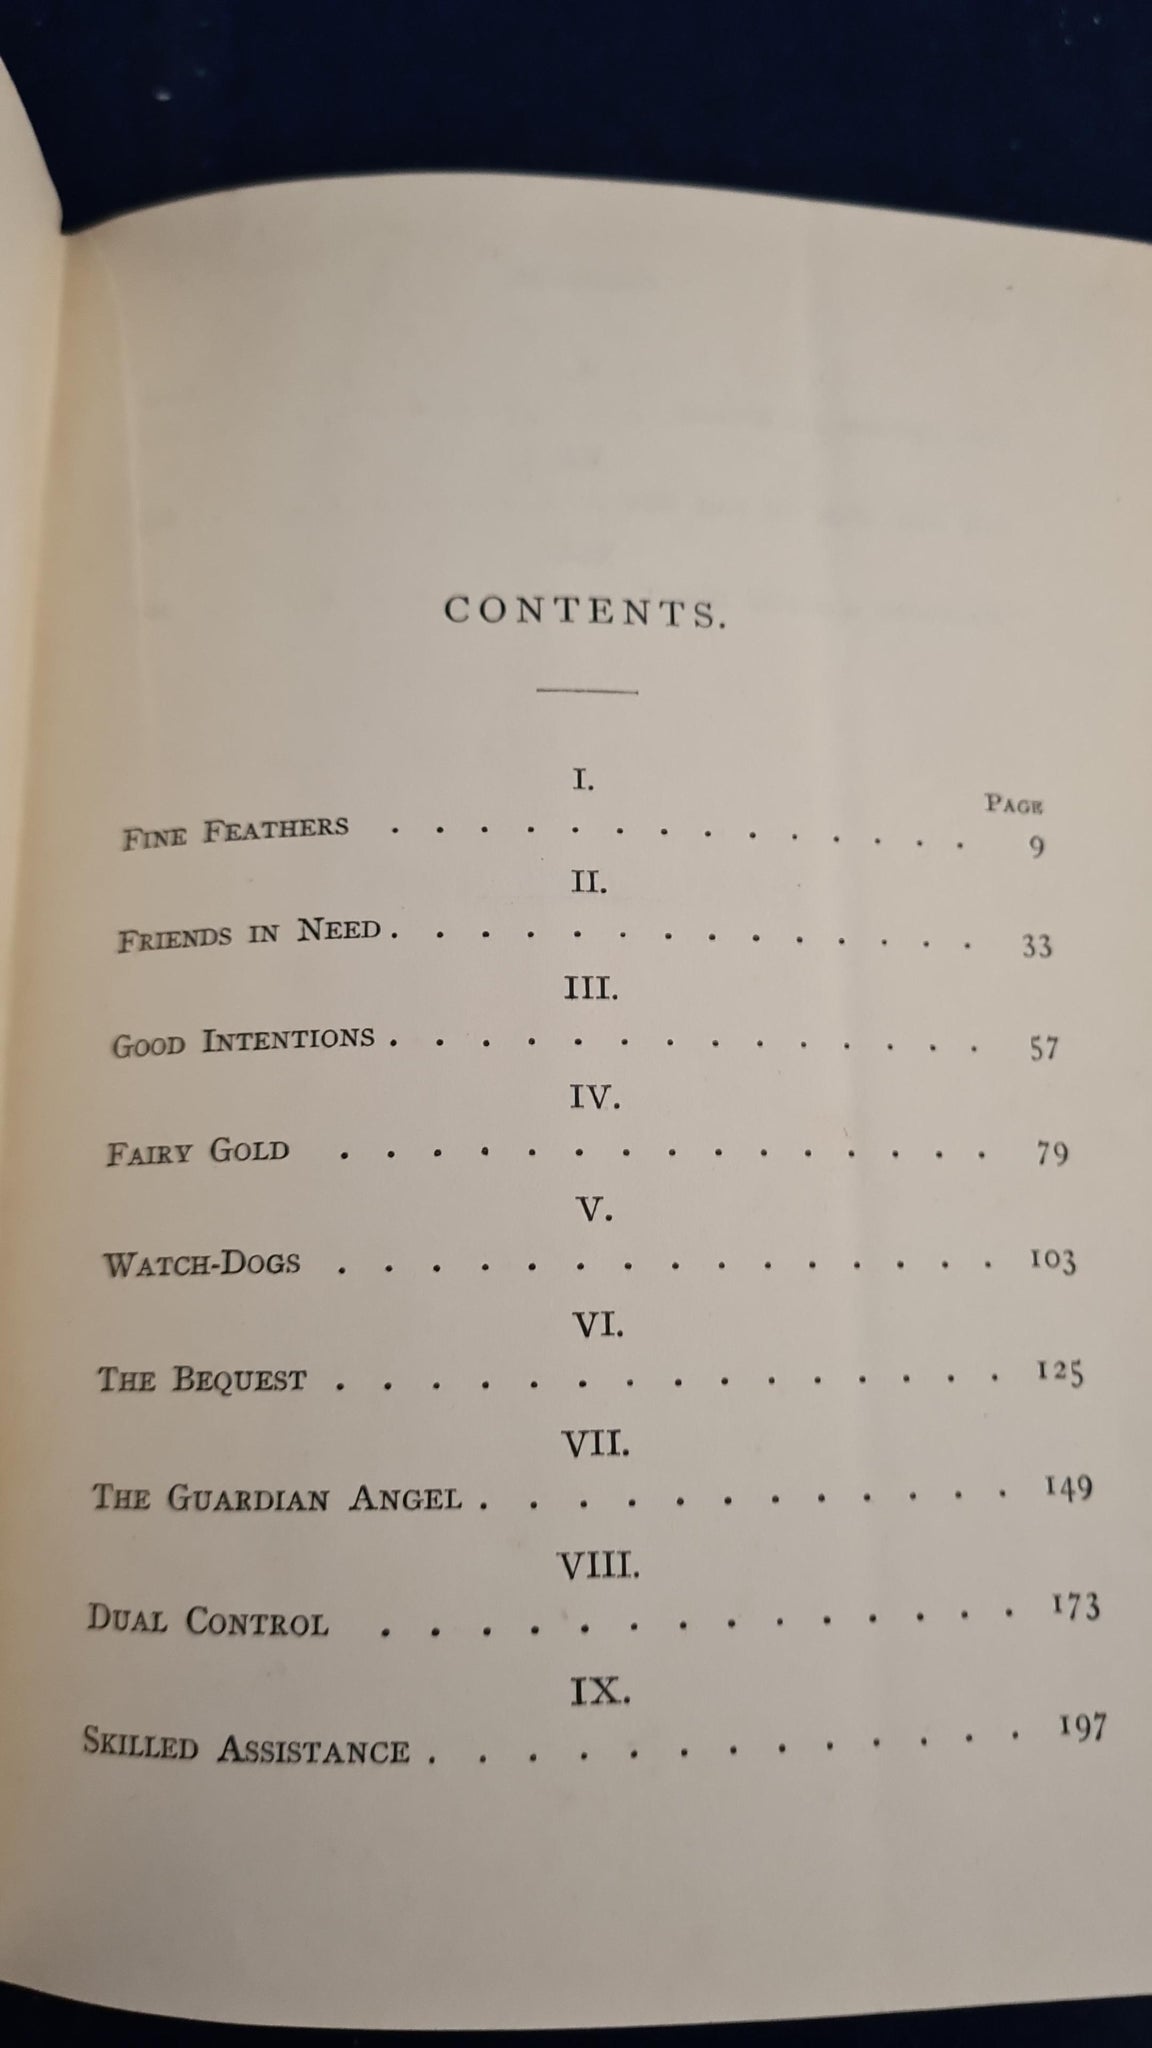 CONTENTS.
I.
PAGE
FINE FEATHERS . . . . . . . . . . . . . . 9
II.
FRIENDS IN NEED . . . . . . . . . . . . . . 33
III.
GOOD INTENTIONS . . . . . . . . . . . . . . 57
IV.
FAIRY GOLD . . . . . . . . . . . . . . . 79
V.
WATCH-DOGS . . . . . . . . . . . . . . . 103
VI.
THE BEQUEST . . . . . . . . . . . . . . . 125
VII.
THE GUARDIAN ANGEL . . . . . . . . . . . . 149
VIII.
DUAL CONTROL . . . . . . . . . . . . . . 173
IX.
SKILLED ASSISTANCE . . . . . . . . . . . . . 197